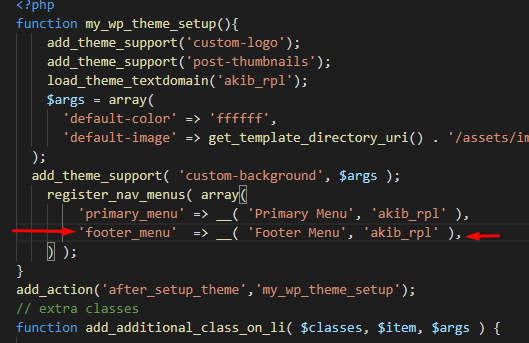 <?php
function my_wp_theme_setup(){
add_theme_support('custom-logo');
add_theme_support('post-thumbnails');
load_theme_textdomain('akib_rpl');
$args = array(
'default-color' => 'ffffff',
'default-image' => get_template_directory_uri() . '/assets/im
);
add_theme_support( 'custom-background', $args );
register_nav_menus( array(
'primary_menu' => __( 'Primary Menu', 'akib_rpl' ),
'footer_menu'  => __( 'Footer Menu', 'akib_rpl' ),
) );
}
add_action('after_setup_theme','my_wp_theme_setup');
// extra classes
function add_additional_class_on_li( $classes, $item, $args ) {